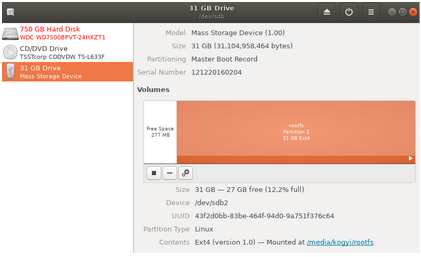 31 GB Drive
/dev/sdb
750 GB Hard Disk
WDC WD7500BPVT-24HXZT1
CD/DVD Drive
TSSTcorp CDDVDW TS-L633F
31 GB Drive
Mass Storage Device
Model Mass Storage Device (1.00)
Size 31 GB (31,104,958,464 bytes)
Partitioning Master Boot Record
Serial Number 121220160204
Volumes
Free Space
277 MB
rootfs
Partition 2
31 GB Ext4
Size 31 GB — 27 GB free (12.2% full)
Device /dev/sdb2
UUID 43f2d0bb-83be-464f-94d0-9a751f376c64
Partition Type Linux
Contents Ext4 (version 1.0) — Mounted at /media/kogyi/rootfs